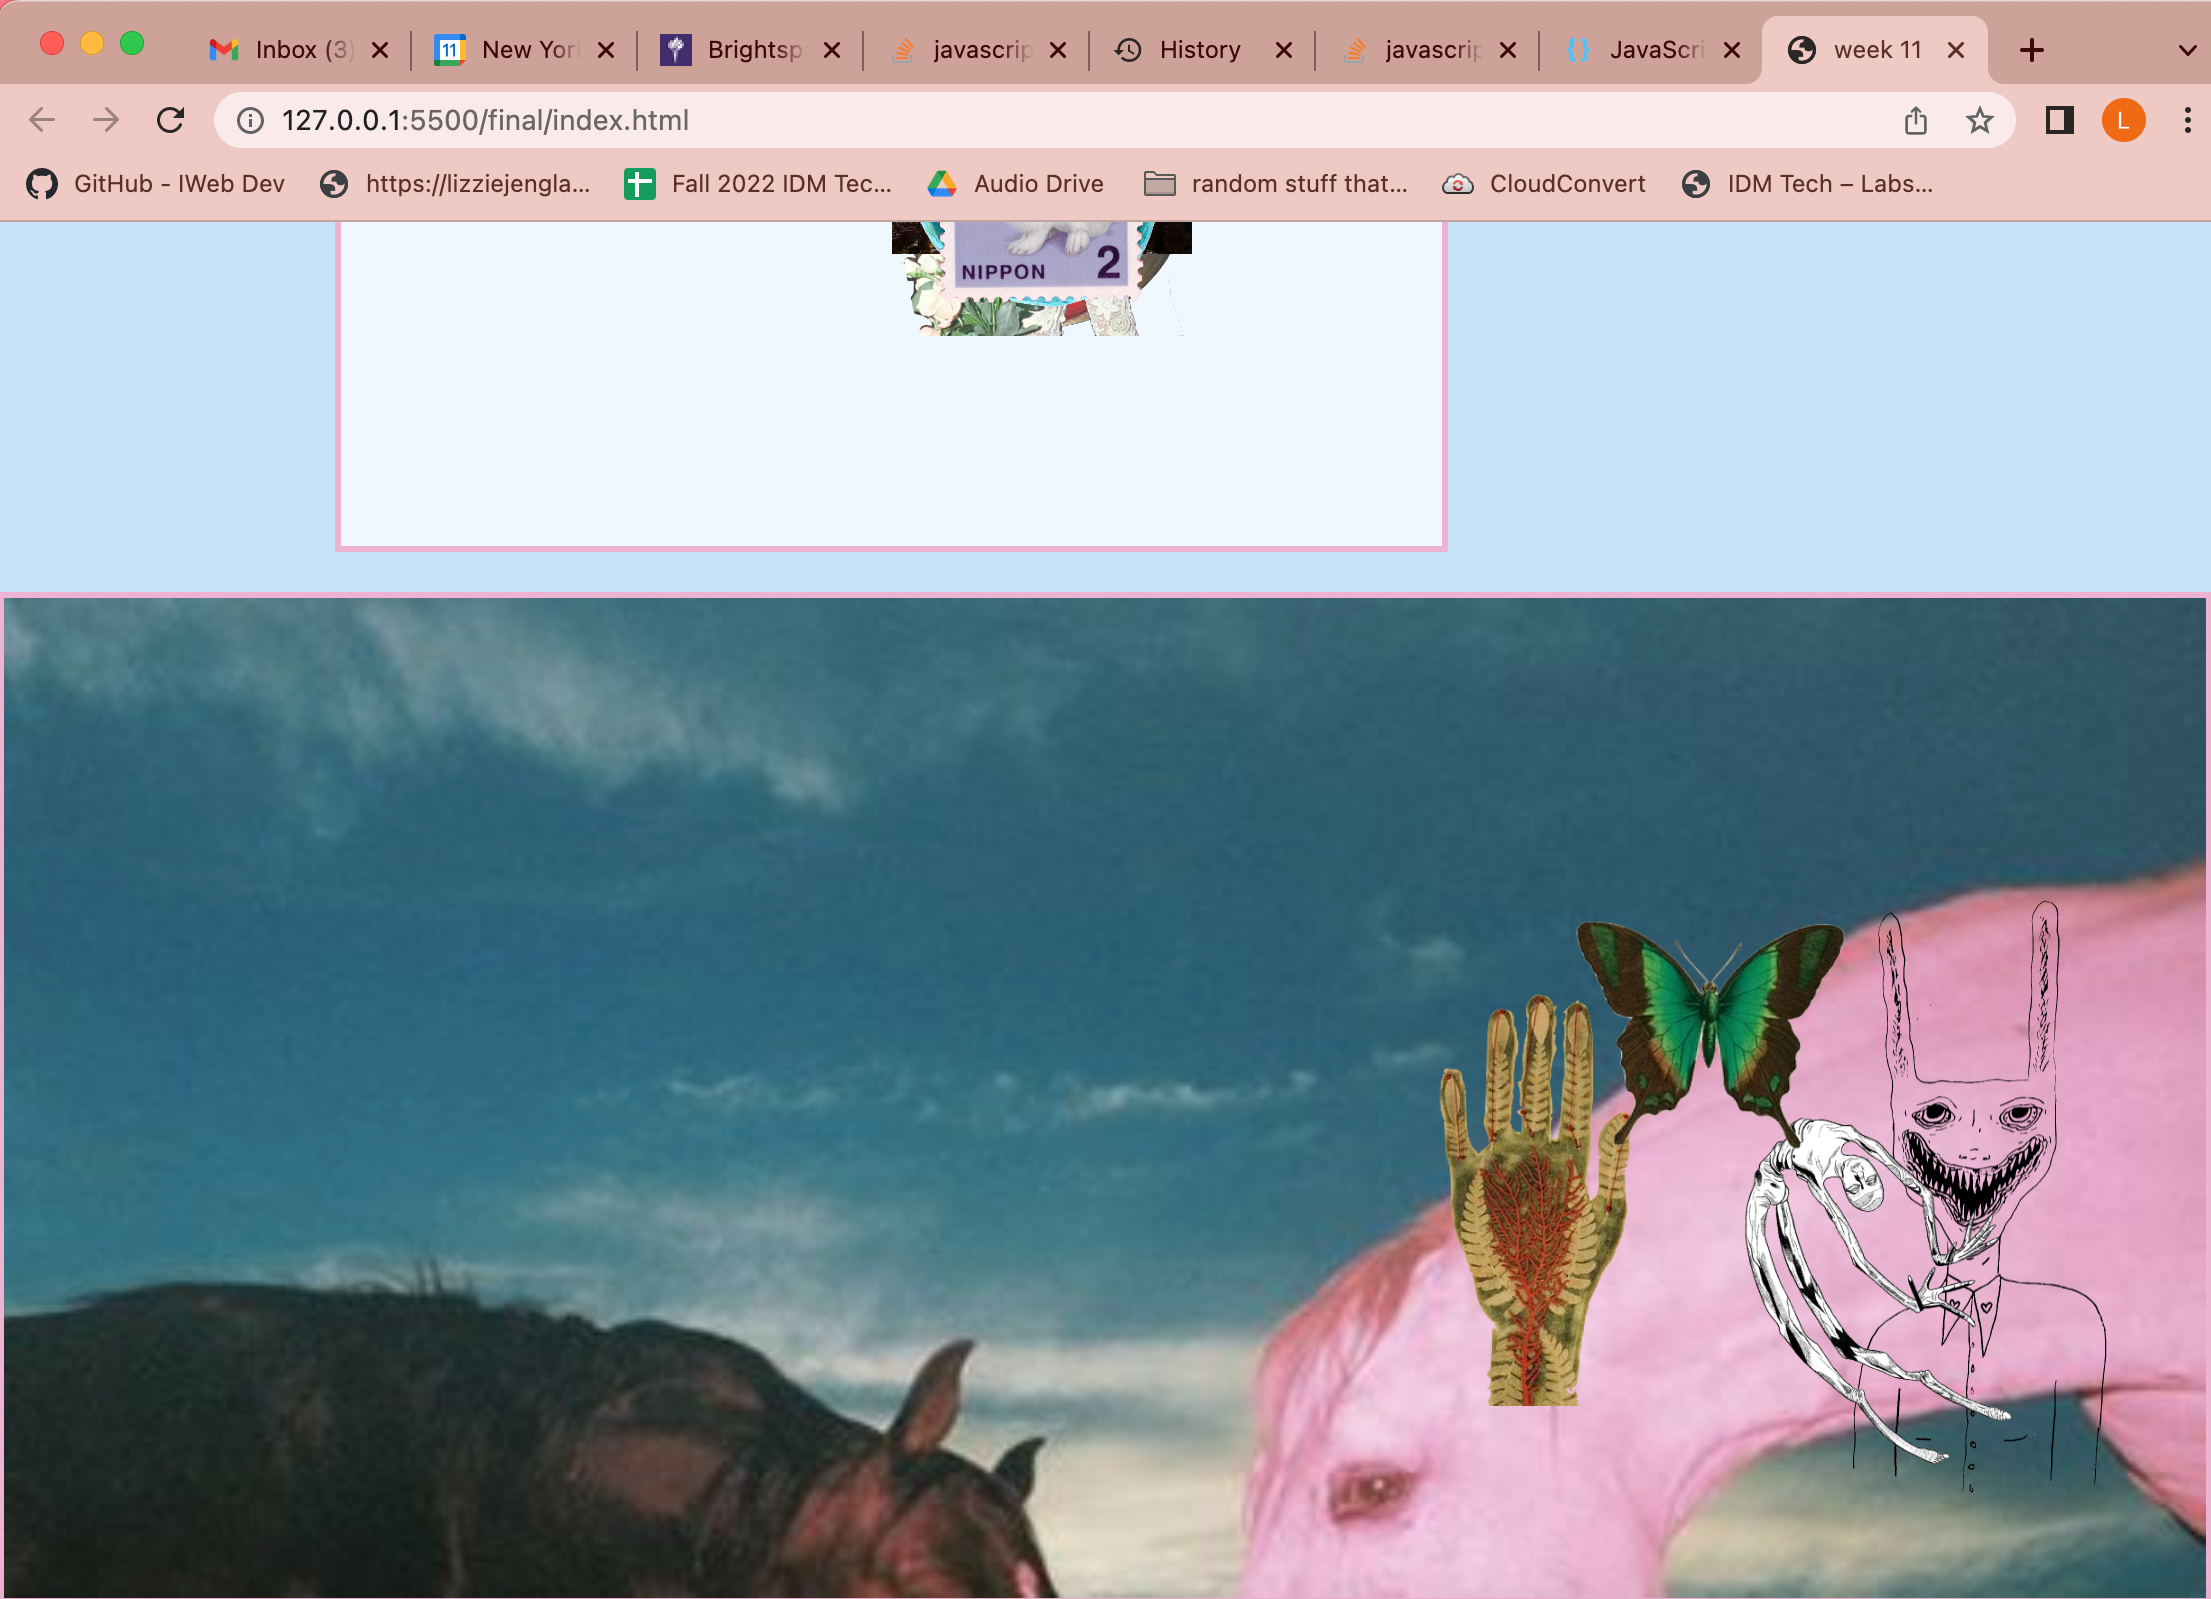 Inbox (3)
11
New Yor
Brightsp
javascrip
History
javascrip
JavaScri
week 11
127.0.0.1:5500/final/index.html
L
GitHub - IWeb Dev
https://lizziejengla...
Fall 2022 IDM Tec...
Audio Drive
random stuff that...
CloudConvert
IDM Tech – Labs...
NIPPON 2